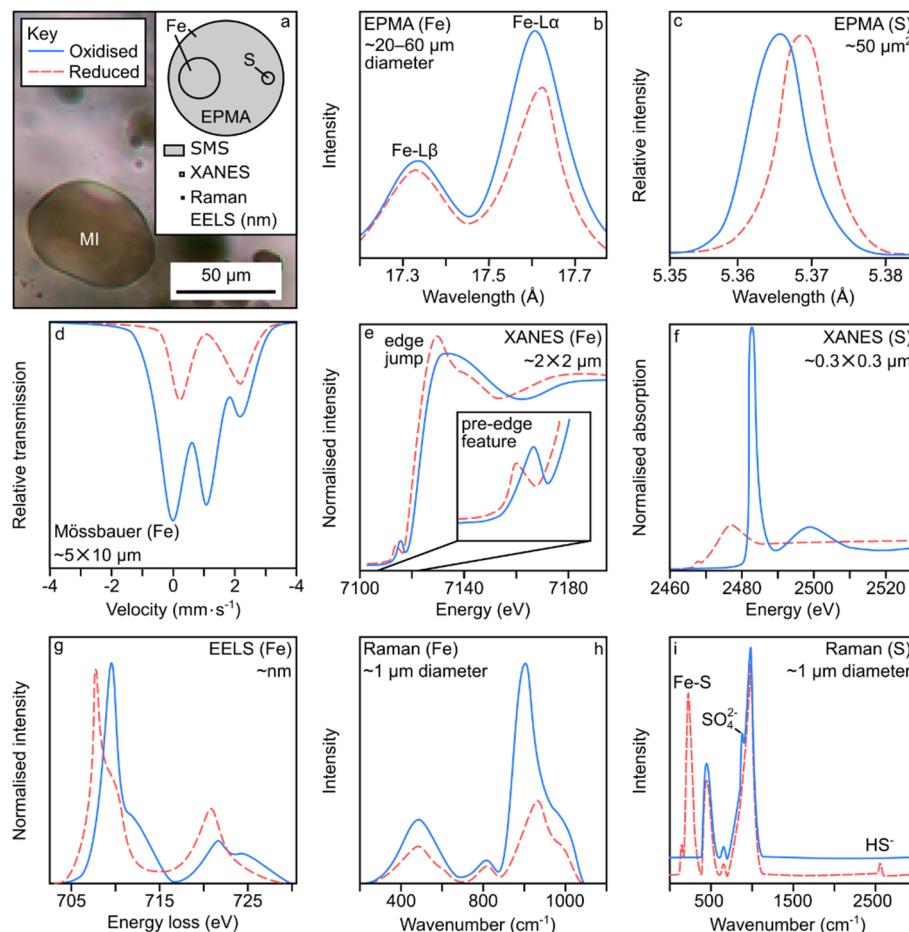 Key
Oxidised
Reduced
a
Fe
S
EPMA
SMS
XANES
Raman
EELS (nm)
MI
50 µm
EPMA (Fe)
~20–60 µm
diameter
Fe-Lα
b
Fe-Lβ
Intensity
17.3
17.5
17.7
Wavelength (Å)
c
EPMA (S)
~50 µm²
Relative intensity
5.35
5.36
5.37
5.38
Wavelength (Å)
d
Relative transmission
Mössbauer (Fe)
~5×10 µm
-4
-2
0
2
-4
Velocity (mm·s⁻¹)
e
edge
jump
XANES (Fe)
~2×2 µm
pre-edge
feature
Normalised intensity
7100
7140
7180
Energy (eV)
f
XANES (S)
~0.3×0.3 µm
Normalised absorption
2460
2480
2500
2520
Energy (eV)
g
EELS (Fe)
~nm
Normalised intensity
705
715
725
Energy loss (eV)
Raman (Fe)
~1 µm diameter
h
Intensity
400
800
1000
Wavenumber (cm⁻¹)
i
Raman (S)
~1 µm diameter
Fe-S
SO₄²⁻
HS⁻
Intensity
500
1500
2500
Wavenumber (cm⁻¹)